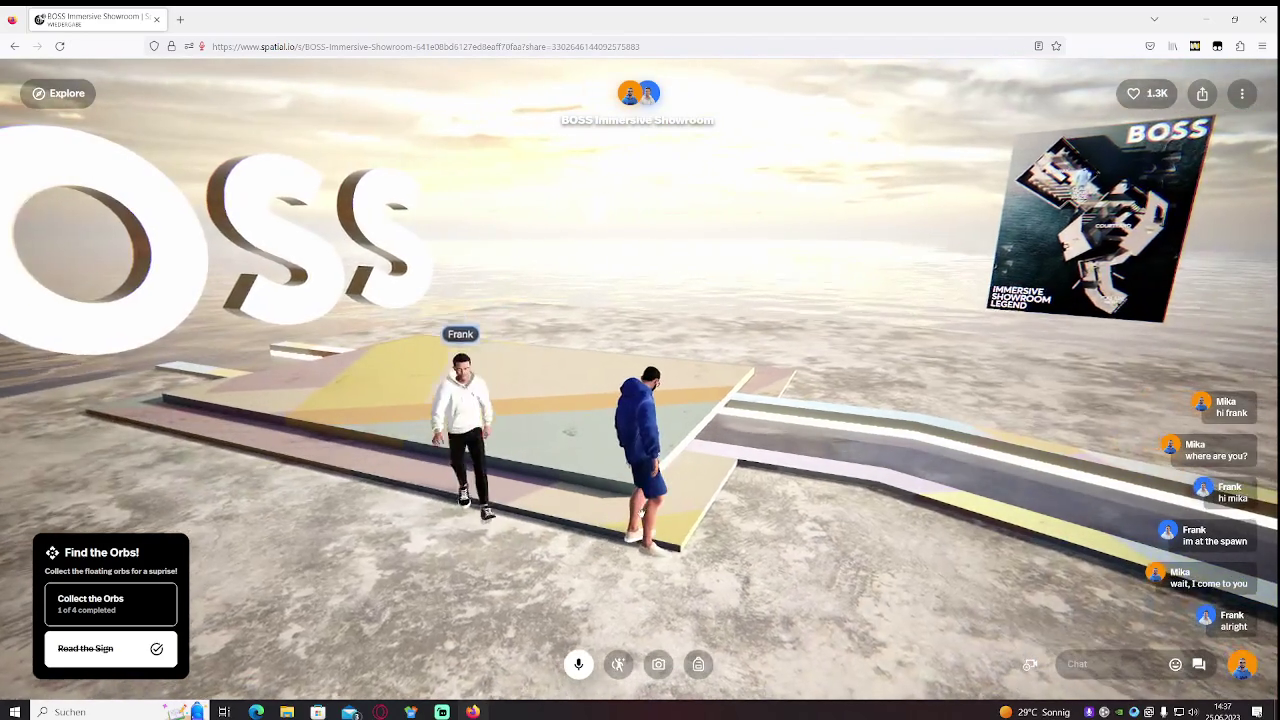 BOSS Immersive Showroom | S
WIEDERGABE
https://www.spatial.io/s/BOSS-Immersive-Showroom-641e08bd6127ed8eaff70faa?share=3302646144092575883
Explore
BOSS Immersive Showroom
1.3K
OSS
BOSS
COURTYARD
IMMERSIVE
SHOWROOM
LEGEND
Frank
Mika
hi frank
Mika
where are you?
Frank
hi mika
Frank
im at the spawn
Mika
wait, I come to you
Frank
alright
Find the Orbs!
Collect the floating orbs for a suprise!
Collect the Orbs
1 of 4 completed
Read the Sign
Chat
Suchen
29°C Sonnig
14:37
25.06.2023